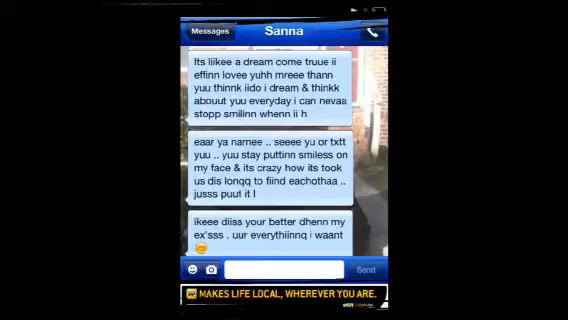 Messages
Sanna
Its liikee a dream come truue ii
effinn lovee yuhh mreee thann
yuu thinnk iido i dream & thinkk
abouut yuu everyday i can nevaa
stopp smilinn whenn ii h
eaar ya namee .. seeee yu or txtt
yuu .. yuu stay puttinn smiless on
my face & its crazy how its took
us dis lonqq to fiind eachothaa ..
jusss puut it l
ikeee diiss your better dhenn my
ex'sss . uur everythiinnq i waant
Send
MAKES LIFE LOCAL, WHEREVER YOU ARE.